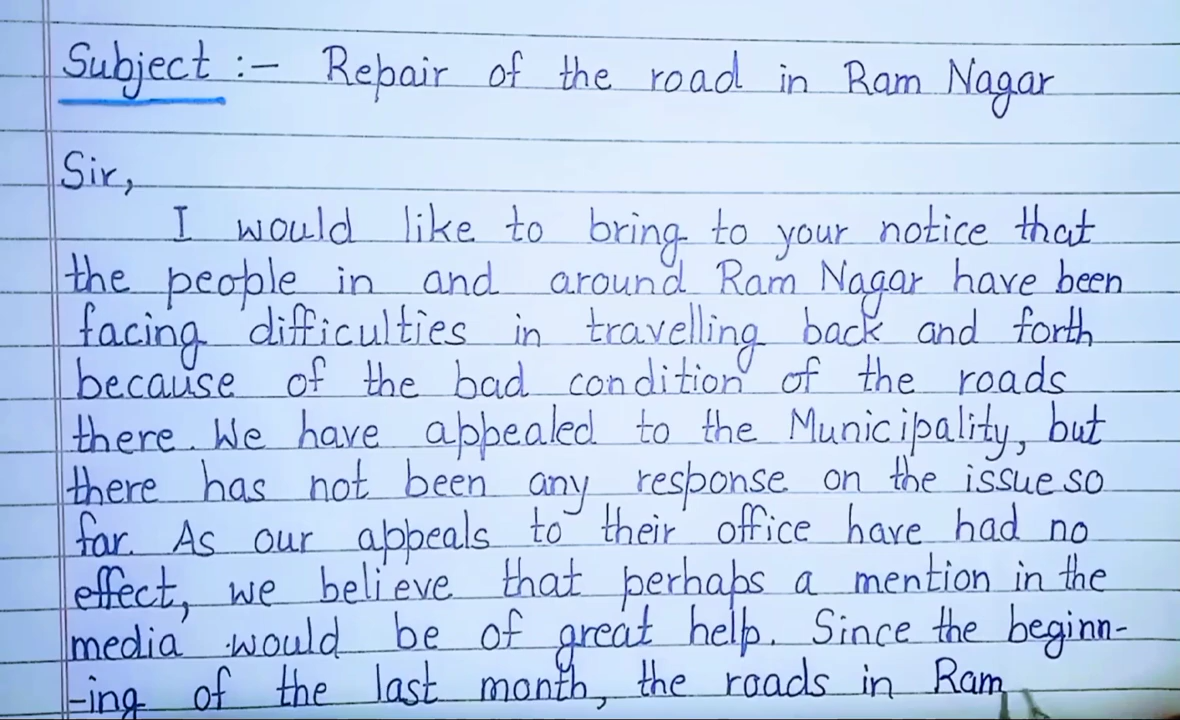 Subject :- Repair of the road in Ram Nagar
Sir,
I would like to bring to your notice that
the people in and around Ram Nagar have been
facing difficulties in travelling back and forth
because of the bad condition of the roads
there. We have appealed to the Municipality, but
there has not been any response on the issue so
far. As our appeals to their office have had no
effect, we believe that perhaps a mention in the
media would be of great help. Since the beginn-
-ing of the last month, the roads in Ram